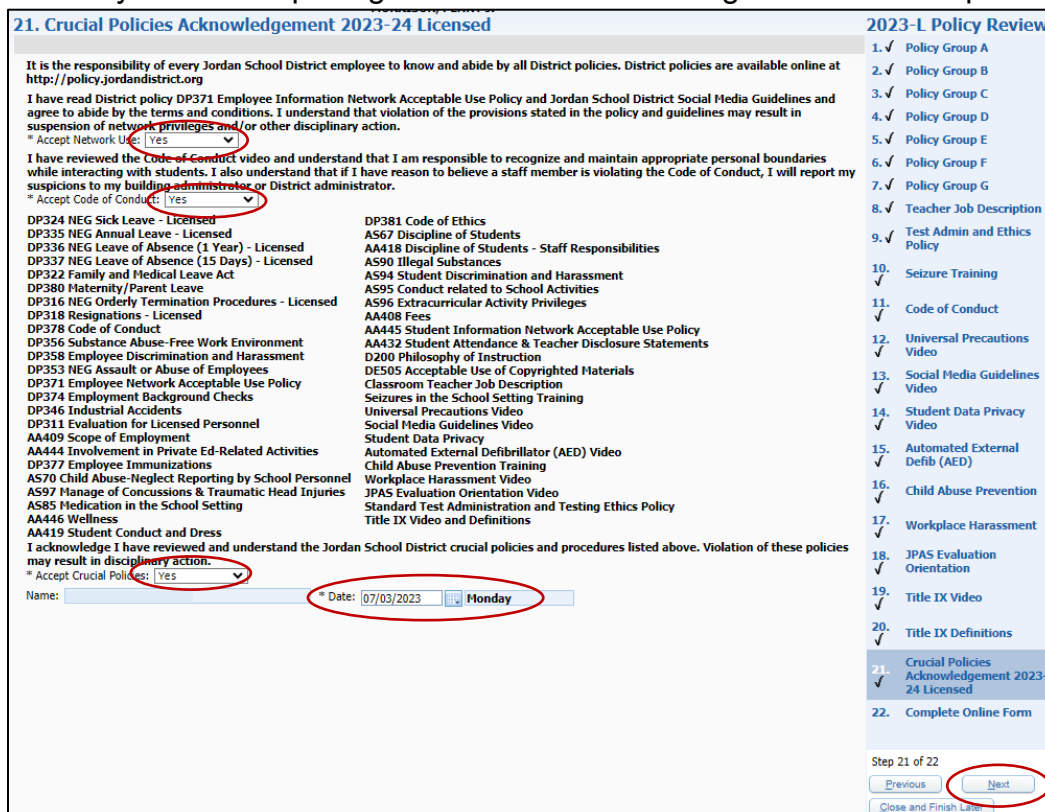 21. Crucial Policies Acknowledgement 2023-24 Licensed
It is the responsibility of every Jordan School District employee to know and abide by all District policies. District policies are available online at
http://policy.jordandistrict.org
I have read District policy DP371 Employee Information Network Acceptable Use Policy and Jordan School District Social Media Guidelines and
agree to abide by the terms and conditions. I understand that violation of the provisions stated in the policy and guidelines may result in
suspension of network privileges and/or other disciplinary action.
* Accept Network Use: Yes
I have reviewed the Code of Conduct video and understand that I am responsible to recognize and maintain appropriate personal boundaries
while interacting with students. I also understand that if I have reason to believe a staff member is violating the Code of Conduct, I will report my
suspicions to my building administrator or District administrator.
* Accept Code of Conduct: Yes
DP324 NEG Sick Leave - Licensed
DP335 NEG Annual Leave - Licensed
DP336 NEG Leave of Absence (1 Year) - Licensed
DP337 NEG Leave of Absence (15 Days) - Licensed
DP322 Family and Medical Leave Act
DP380 Maternity/Parent Leave
DP316 NEG Orderly Termination Procedures - Licensed
DP318 Resignations - Licensed
DP378 Code of Conduct
DP356 Substance Abuse-Free Work Environment
DP358 Employee Discrimination and Harassment
DP353 NEG Assault or Abuse of Employees
DP371 Employee Network Acceptable Use Policy
DP374 Employment Background Checks
DP346 Industrial Accidents
DP311 Evaluation for Licensed Personnel
AA409 Scope of Employment
AA444 Involvement in Private Ed-Related Activities
DP377 Employee Immunizations
AS70 Child Abuse-Neglect Reporting by School Personnel
AS97 Manage of Concussions & Traumatic Head Injuries
AS85 Medication in the School Setting
AA446 Wellness
AA419 Student Conduct and Dress
DP381 Code of Ethics
AS67 Discipline of Students
AA418 Discipline of Students - Staff Responsibilities
AS90 Illegal Substances
AS94 Student Discrimination and Harassment
AS95 Conduct related to School Activities
AS96 Extracurricular Activity Privileges
AA408 Fees
AA445 Student Information Network Acceptable Use Policy
AA432 Student Attendance & Teacher Disclosure Statements
D200 Philosophy of Instruction
DE505 Acceptable Use of Copyrighted Materials
Classroom Teacher Job Description
Seizures in the School Setting Training
Universal Precautions Video
Social Media Guidelines Video
Student Data Privacy
Automated External Defibrillator (AED) Video
Child Abuse Prevention Training
Workplace Harassment Video
JPAS Evaluation Orientation Video
Standard Test Administration and Testing Ethics Policy
Title IX Video and Definitions
I acknowledge I have reviewed and understand the Jordan School District crucial policies and procedures listed above. Violation of these policies
may result in disciplinary action.
* Accept Crucial Policies: Yes
Name: * Date: 07/03/2023 Monday
2023-L Policy Review
1. ✓ Policy Group A
2. ✓ Policy Group B
3. ✓ Policy Group C
4. ✓ Policy Group D
5. ✓ Policy Group E
6. ✓ Policy Group F
7. ✓ Policy Group G
8. ✓ Teacher Job Description
9. ✓ Test Admin and Ethics
Policy
10. ✓ Seizure Training
11. ✓ Code of Conduct
12. ✓ Universal Precautions
Video
13. ✓ Social Media Guidelines
Video
14. ✓ Student Data Privacy
Video
15. ✓ Automated External
Defib (AED)
16. ✓ Child Abuse Prevention
17. ✓ Workplace Harassment
18. ✓ JPAS Evaluation
Orientation
19. ✓ Title IX Video
20. ✓ Title IX Definitions
21. ✓ Crucial Policies
Acknowledgement 2023-
24 Licensed
22. Complete Online Form
Step 21 of 22
Previous Next
Close and Finish Later